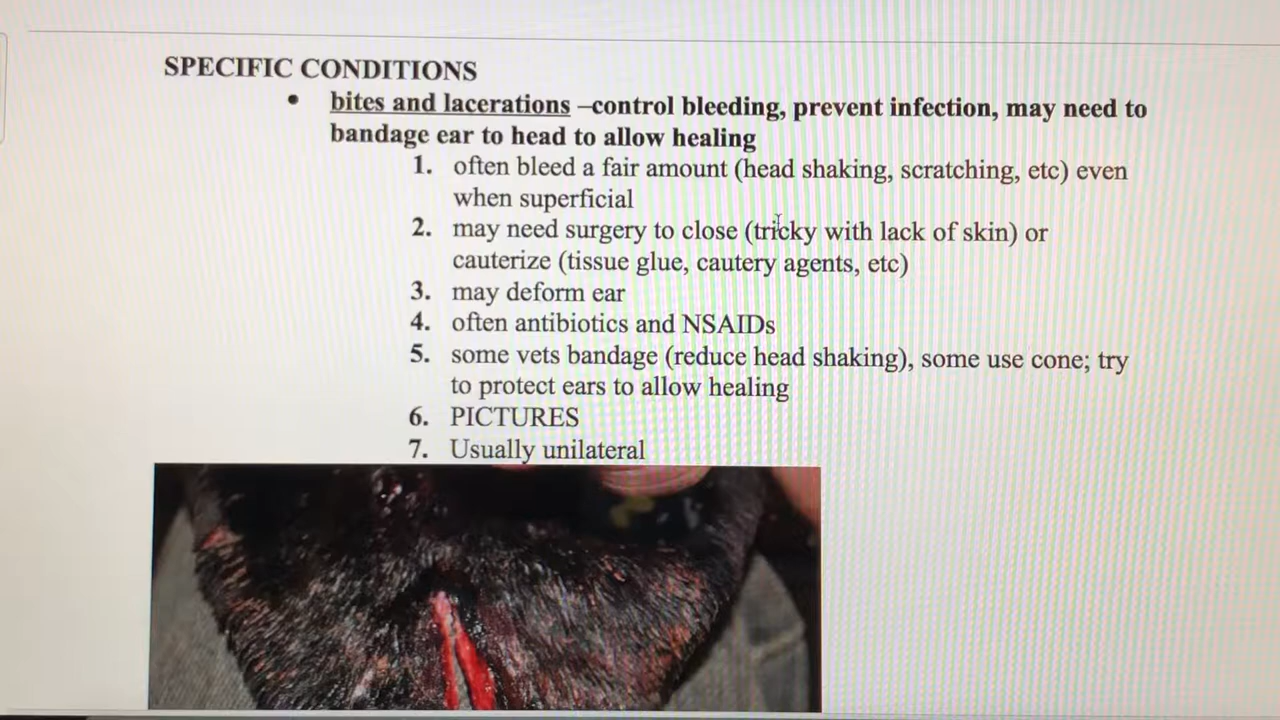 SPECIFIC CONDITIONS
• bites and lacerations –control bleeding, prevent infection, may need to
bandage ear to head to allow healing
1. often bleed a fair amount (head shaking, scratching, etc) even
when superficial
2. may need surgery to close (tricky with lack of skin) or
cauterize (tissue glue, cautery agents, etc)
3. may deform ear
4. often antibiotics and NSAIDs
5. some vets bandage (reduce head shaking), some use cone; try
to protect ears to allow healing
6. PICTURES
7. Usually unilateral